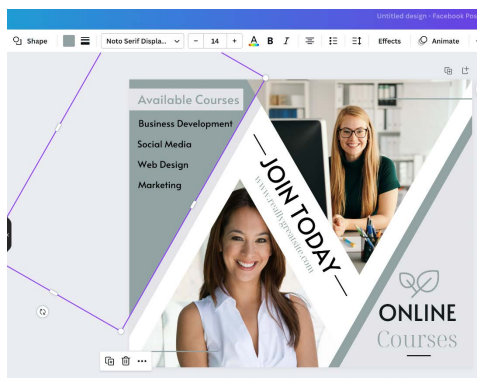 Untitled design - Facebook Pos
Shape
Noto Serif Displa...
– 14 +
A B I
Effects
Animate
Available Courses
Business Development
Social Media
Web Design
Marketing
JOIN TODAY
www.reallygreatsite.com
ONLINE
Courses